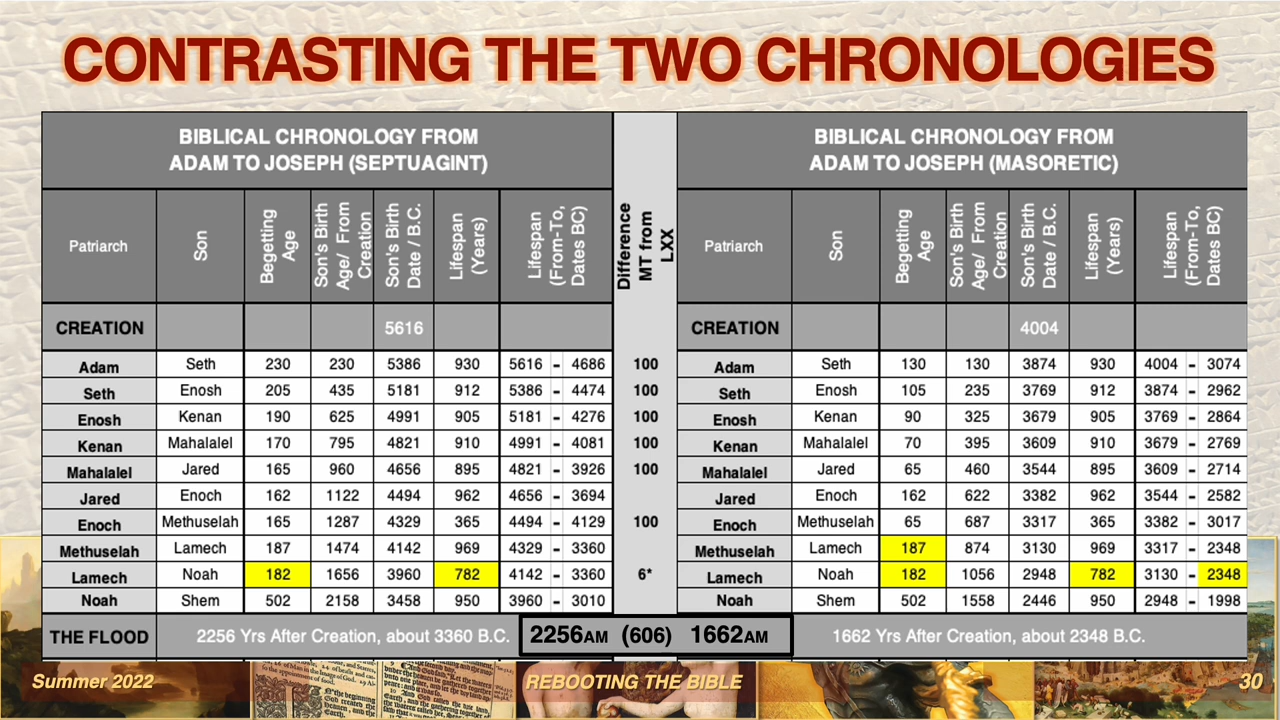 CONTRASTING THE TWO CHRONOLOGIES
BIBLICAL CHRONOLOGY FROM
ADAM TO JOSEPH (SEPTUAGINT)
Patriarch Son Begetting Age Son's Birth Age/ From Creation Son's Birth Date / B.C. Lifespan (Years) Lifespan (From-To, Dates BC)
Difference MT from LXX
BIBLICAL CHRONOLOGY FROM
ADAM TO JOSEPH (MASORETIC)
Patriarch Son Begetting Age Son's Birth Age/ From Creation Son's Birth Date / B.C. Lifespan (Years) Lifespan (From-To, Dates BC)
CREATION 5616 CREATION 4004
Adam Seth 230 230 5386 930 5616 - 4686 100 Adam Seth 130 130 3874 930 4004 - 3074
Seth Enosh 205 435 5181 912 5386 - 4474 100 Seth Enosh 105 235 3769 912 3874 - 2962
Enosh Kenan 190 625 4991 905 5181 - 4276 100 Enosh Kenan 90 325 3679 905 3769 - 2864
Kenan Mahalalel 170 795 4821 910 4991 - 4081 100 Kenan Mahalalel 70 395 3609 910 3679 - 2769
Mahalalel Jared 165 960 4656 895 4821 - 3926 100 Mahalalel Jared 65 460 3544 895 3609 - 2714
Jared Enoch 162 1122 4494 962 4656 - 3694 Jared Enoch 162 622 3382 962 3544 - 2582
Enoch Methuselah 165 1287 4329 365 4494 - 4129 100 Enoch Methuselah 65 687 3317 365 3382 - 3017
Methuselah Lamech 187 1474 4142 969 4329 - 3360 Methuselah Lamech 187 874 3130 969 3317 - 2348
Lamech Noah 182 1656 3960 782 4142 - 3360 6* Lamech Noah 182 1056 2948 782 3130 - 2348
Noah Shem 502 2158 3458 950 3960 - 3010 Noah Shem 502 1558 2446 950 2948 - 1998
THE FLOOD 2256 Yrs After Creation, about 3360 B.C. 2256AM (606) 1662AM 1662 Yrs After Creation, about 2348 B.C.
Summer 2022 REBOOTING THE BIBLE 30